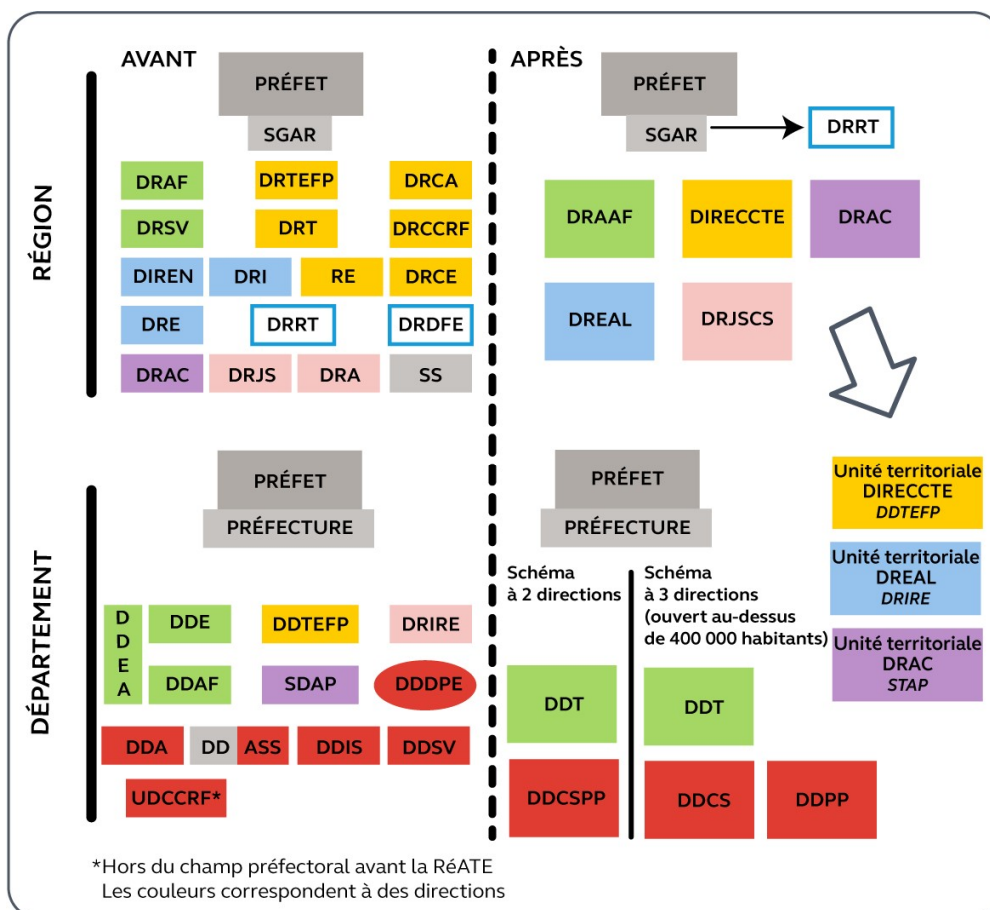 AVANT
PRÉFET
SGAR
RÉGION
DRAF DRTEFP DRCA
DRSV DRT DRCCRF
DIREN DRI RE DRCE
DRE DRRT DRDFE
DRAC DRJS DRA SS
PRÉFET
PRÉFECTURE
DÉPARTEMENT
DDEA
DDE DDTEFP DRIRE
DDAF SDAP DDDPE
DDA DD ASS DDIS DDSV
UDCCRF*
APRÈS
PRÉFET
SGAR
DRRT
DRAAF DIRECCTE DRAC
DREAL DRJSCS
PRÉFET
PRÉFECTURE
Schéma
à 2 directions
DDT
DDCSPP
Schéma
à 3 directions
(ouvert au-dessus
de 400 000 habitants)
DDT
DDCS DDPP
Unité territoriale
DIRECCTE
DDTEFP
Unité territoriale
DREAL
DRIRE
Unité territoriale
DRAC
STAP
*Hors du champ préfectoral avant la RéATE
Les couleurs correspondent à des directions